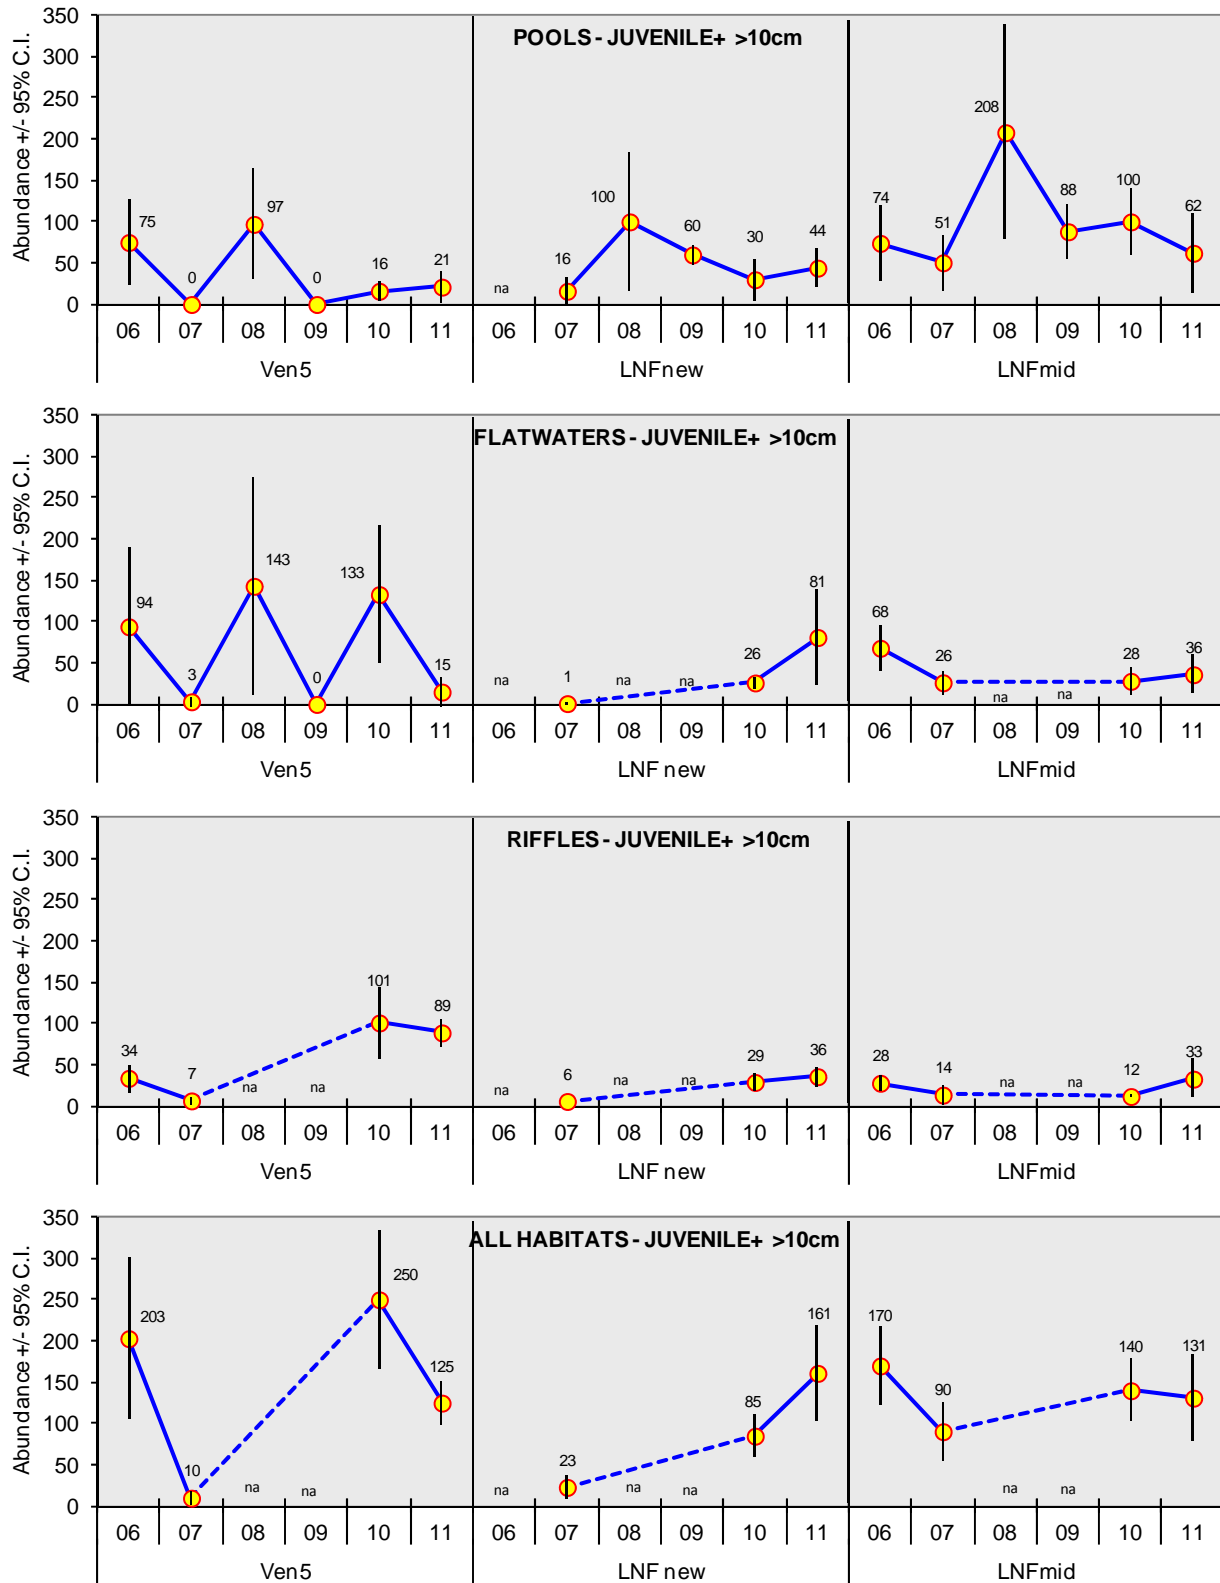 POOLS - JUVENILE+ >10cm
Abundance +/- 95% C.I.
350
300
250
200
150
100
50
0
75
0
97
0
16
21
na
16
100
60
30
44
74
51
208
88
100
62
06 07 08 09 10 11 06 07 08 09 10 11 06 07 08 09 10 11
Ven5 LNFnew LNFmid
FLATWATERS - JUVENILE+ >10cm
Abundance +/- 95% C.I.
350
300
250
200
150
100
50
0
94
3
143
0
133
15
na
1
na
na
26
81
68
26
na
na
28
36
06 07 08 09 10 11 06 07 08 09 10 11 06 07 08 09 10 11
Ven5 LNF new LNFmid
RIFFLES - JUVENILE+ >10cm
Abundance +/- 95% C.I.
350
300
250
200
150
100
50
0
34
7
na
na
101
89
na
6
na
na
29
36
28
14
na
na
12
33
06 07 08 09 10 11 06 07 08 09 10 11 06 07 08 09 10 11
Ven5 LNF new LNFmid
ALL HABITATS - JUVENILE+ >10cm
Abundance +/- 95% C.I.
350
300
250
200
150
100
50
0
203
10
na
na
250
125
na
23
na
na
85
161
170
90
na
na
140
131
06 07 08 09 10 11 06 07 08 09 10 11 06 07 08 09 10 11
Ven5 LNF new LNFmid